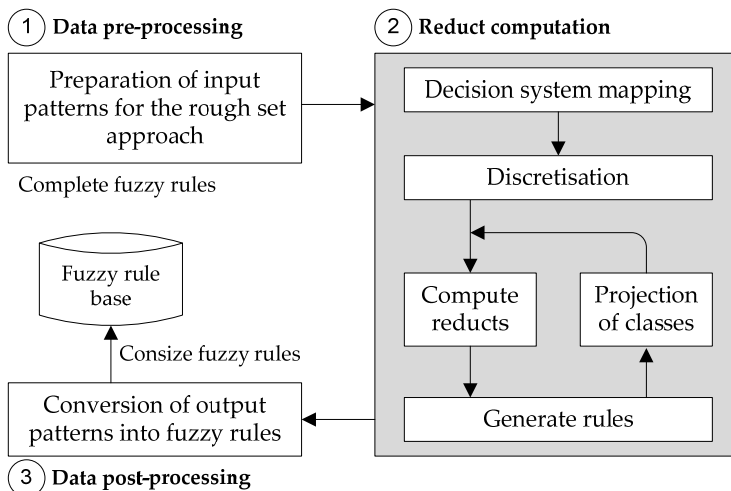 1 Data pre-processing
Preparation of input
patterns for the rough set
approach
Complete fuzzy rules
2 Reduct computation
Decision system mapping
Discretisation
Compute
reducts
Projection
of classes
Generate rules
Fuzzy rule
base
Consize fuzzy rules
Conversion of output
patterns into fuzzy rules
3 Data post-processing